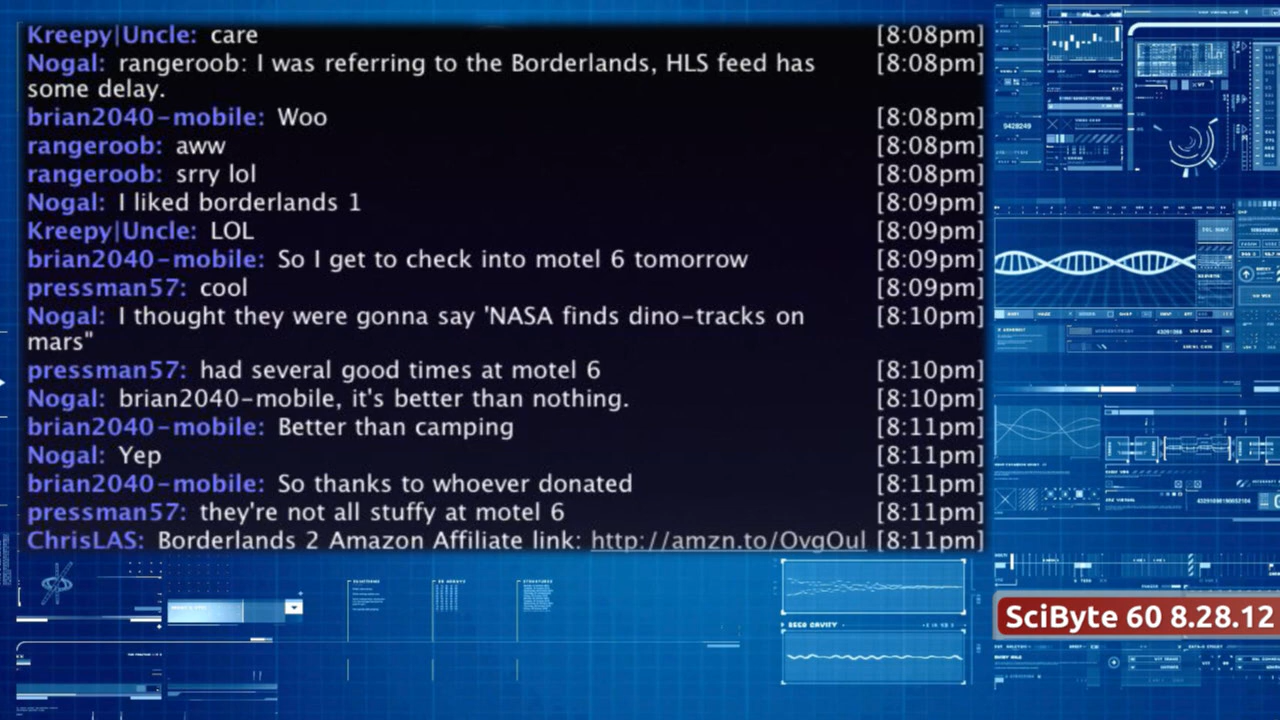 Kreepy|Uncle: care [8:08pm]
Nogal: rangeroob: I was referring to the Borderlands, HLS feed has [8:08pm]
some delay.
brian2040-mobile: Woo [8:08pm]
rangeroob: aww [8:08pm]
rangeroob: srry lol [8:08pm]
Nogal: I liked borderlands 1 [8:09pm]
Kreepy|Uncle: LOL [8:09pm]
brian2040-mobile: So I get to check into motel 6 tomorrow [8:09pm]
pressman57: cool [8:09pm]
Nogal: I thought they were gonna say 'NASA finds dino-tracks on [8:10pm]
mars"
pressman57: had several good times at motel 6 [8:10pm]
Nogal: brian2040-mobile, it's better than nothing. [8:10pm]
brian2040-mobile: Better than camping [8:11pm]
Nogal: Yep [8:11pm]
brian2040-mobile: So thanks to whoever donated [8:11pm]
pressman57: they're not all stuffy at motel 6 [8:11pm]
ChrisLAS: Borderlands 2 Amazon Affiliate link: http://amzn.to/OvgOul [8:11pm]
SciByte 60 8.28.12